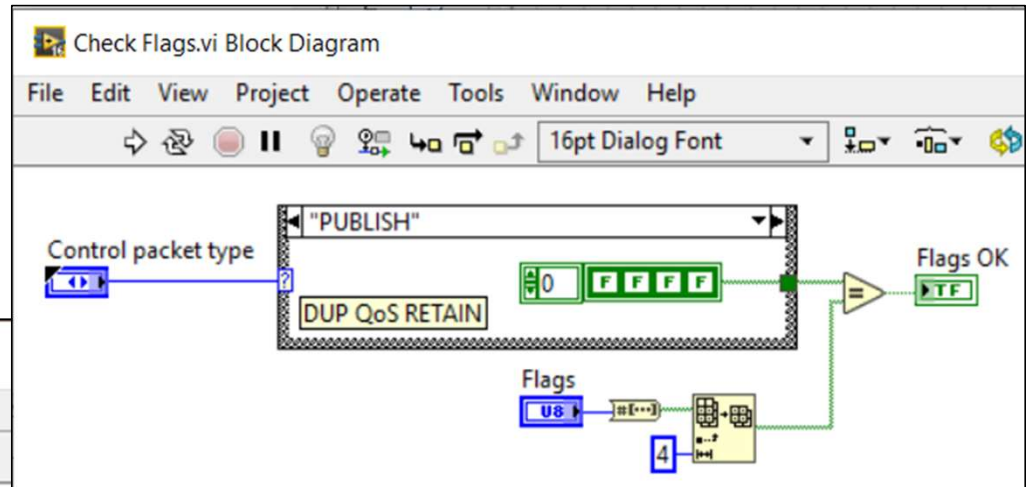 Check Flags.vi Block Diagram
File Edit View Project Operate Tools Window Help
16pt Dialog Font
"PUBLISH"
Control packet type
Flags OK
?
0 F F F F
=
TF
DUP QoS RETAIN
Flags
U8
#[...]
4